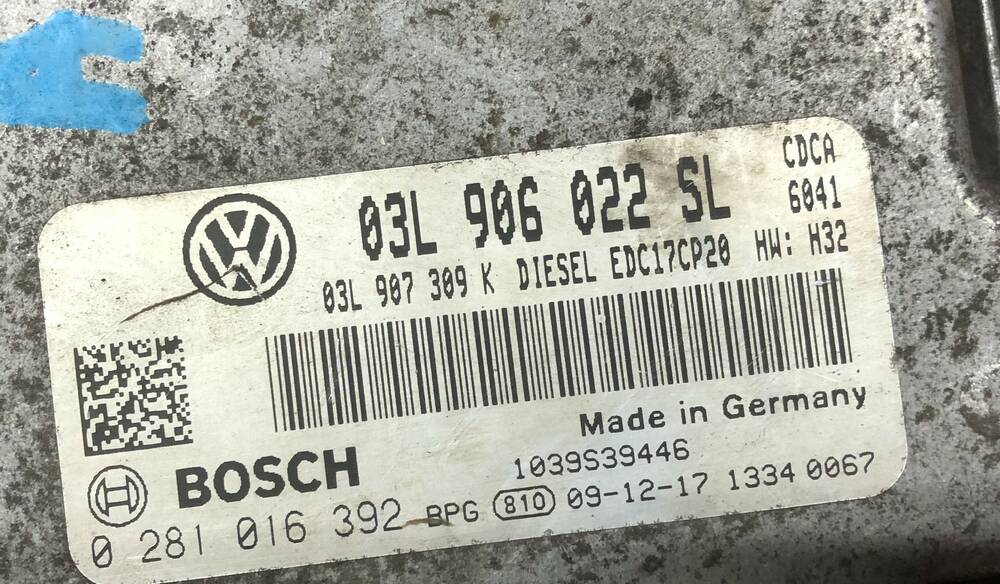 03L 906 022 SL
CDCA
6041
03L 907 309 K DIESEL EDC17CP20 HW: H32
Made in Germany
BOSCH
1039S39446
0 281 016 392 BPG 810 09-12-17 1334 0067